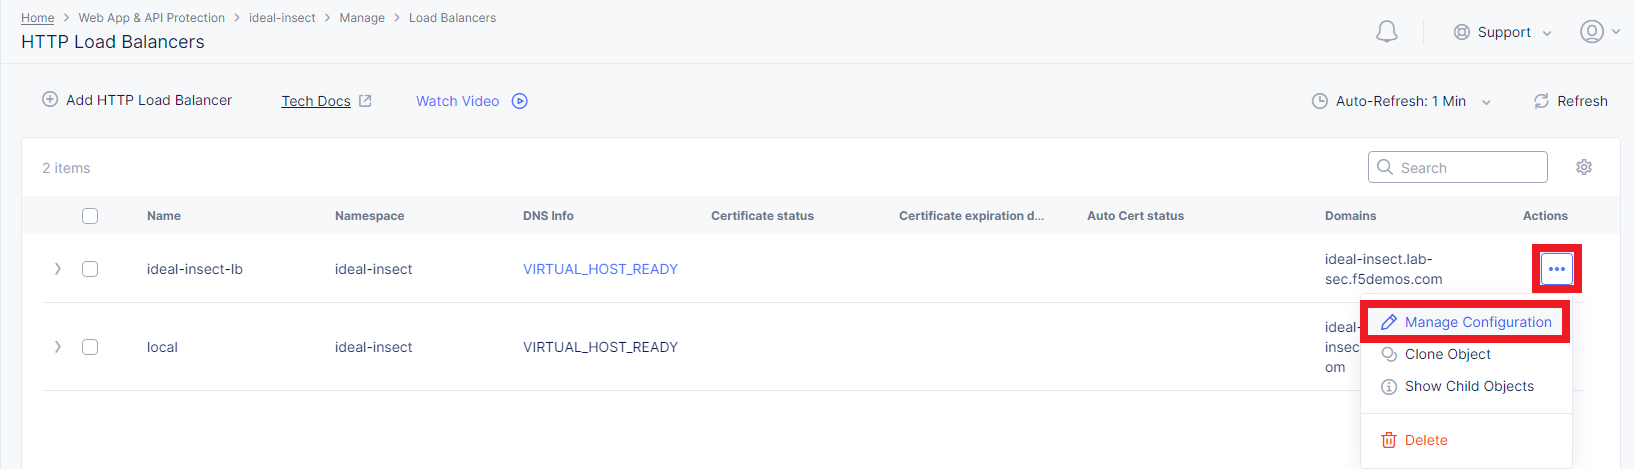 Home > Web App & API Protection > ideal-insect > Manage > Load Balancers
HTTP Load Balancers
Support
Add HTTP Load Balancer Tech Docs Watch Video Auto-Refresh: 1 Min Refresh
2 items Search
Name Namespace DNS Info Certificate status Certificate expiration d... Auto Cert status Domains Actions
ideal-insect-lb ideal-insect VIRTUAL_HOST_READY ideal-insect.lab-
sec.f5demos.com
Manage Configuration
local ideal-insect VIRTUAL_HOST_READY ideal-
insec
om
Clone Object
Show Child Objects
Delete